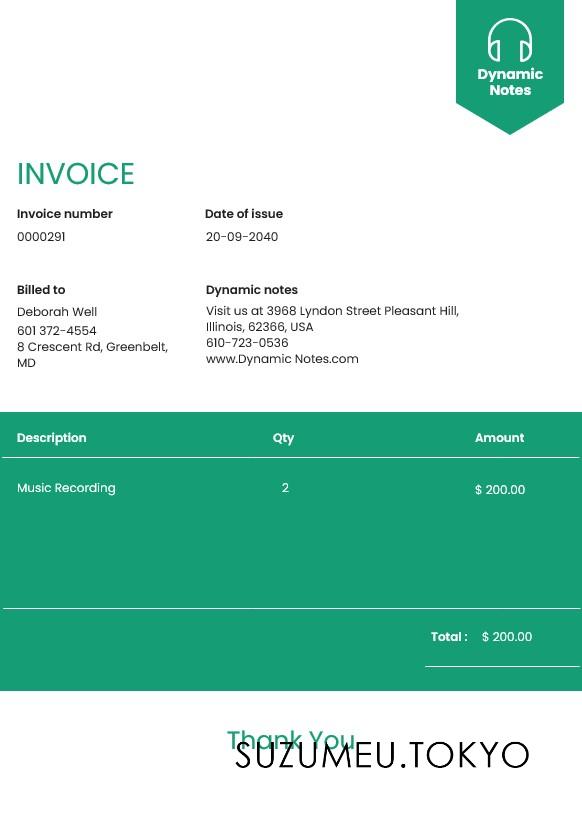 Dynamic
Notes
INVOICE
Invoice number
Date of issue
0000291
20-09-2040
Billed to
Dynamic notes
Deborah Well
Visit us at 3968 Lyndon Street Pleasant Hill,
Illinois, 62366, USA
601 372-4554
610-723-0536
8 Crescent Rd, Greenbelt,
MD
www.Dynamic Notes.com
Description Qty Amount
Music Recording 2 $ 200.00
Total : $ 200.00
Thank You
SUZUMEU.TOKYO